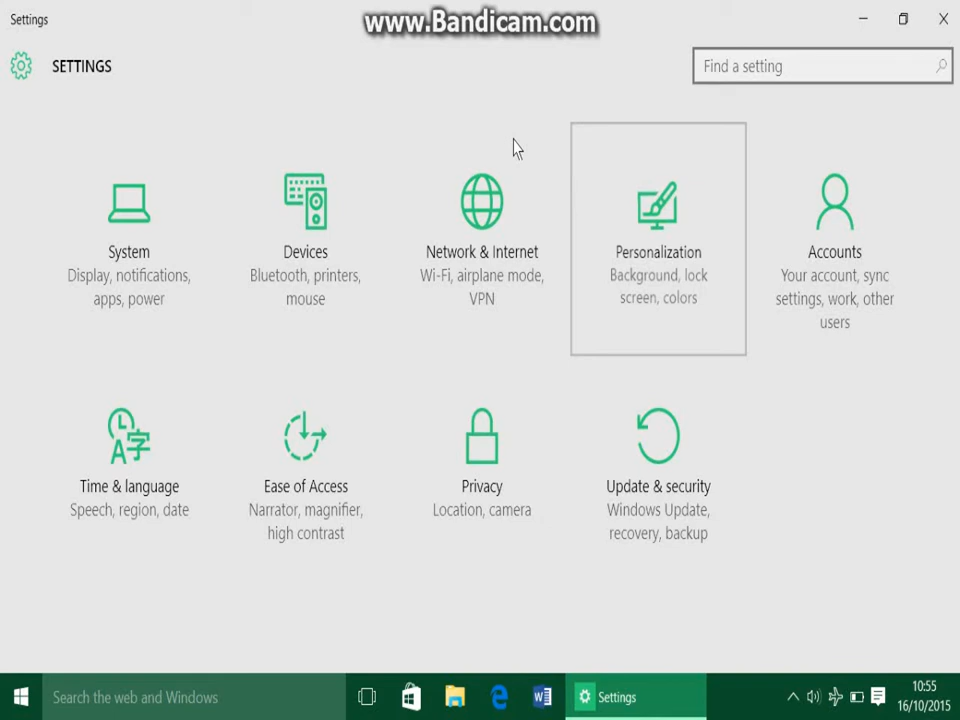 Settings
www.Bandicam.com
SETTINGS
Find a setting
System
Display, notifications,
apps, power
Devices
Bluetooth, printers,
mouse
Network & Internet
Wi-Fi, airplane mode,
VPN
Personalization
Background, lock
screen, colors
Accounts
Your account, sync
settings, work, other
users
Time & language
Speech, region, date
Ease of Access
Narrator, magnifier,
high contrast
Privacy
Location, camera
Update & security
Windows Update,
recovery, backup
Search the web and Windows
Settings
10:55
16/10/2015